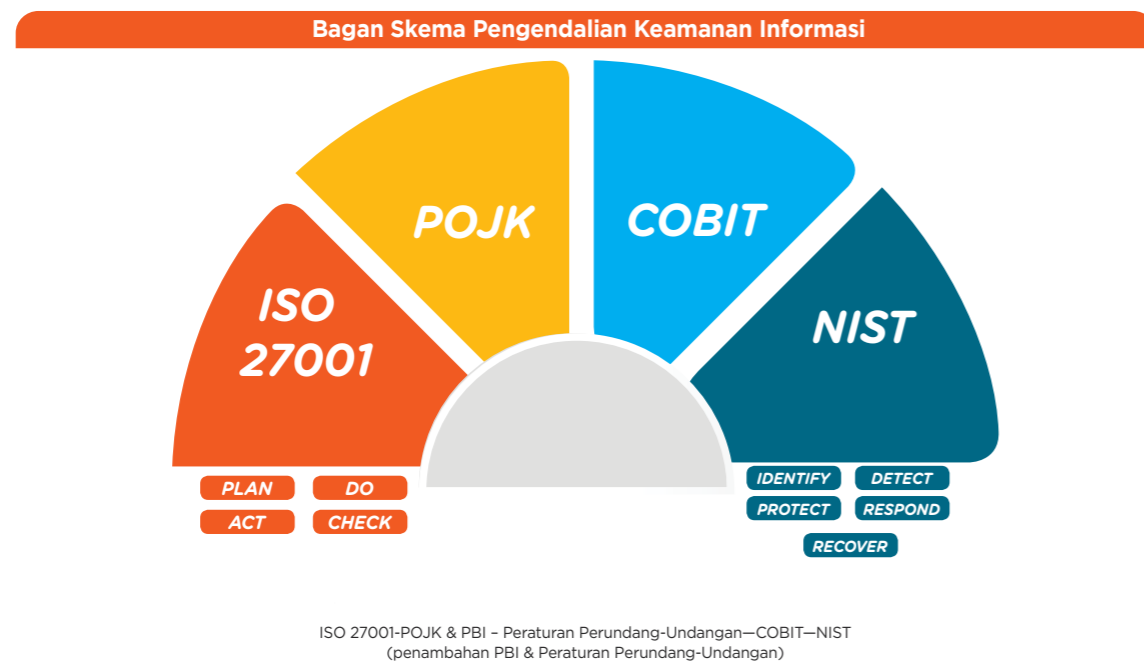 Bagan Skema Pengendalian Keamanan Informasi
POJK
COBIT
ISO
27001
NIST
PLAN
DO
ACT
CHECK
IDENTIFY
DETECT
PROTECT
RESPOND
RECOVER
ISO 27001-POJK & PBI – Peraturan Perundang-Undangan—COBIT—NIST
(penambahan PBI & Peraturan Perundang-Undangan)